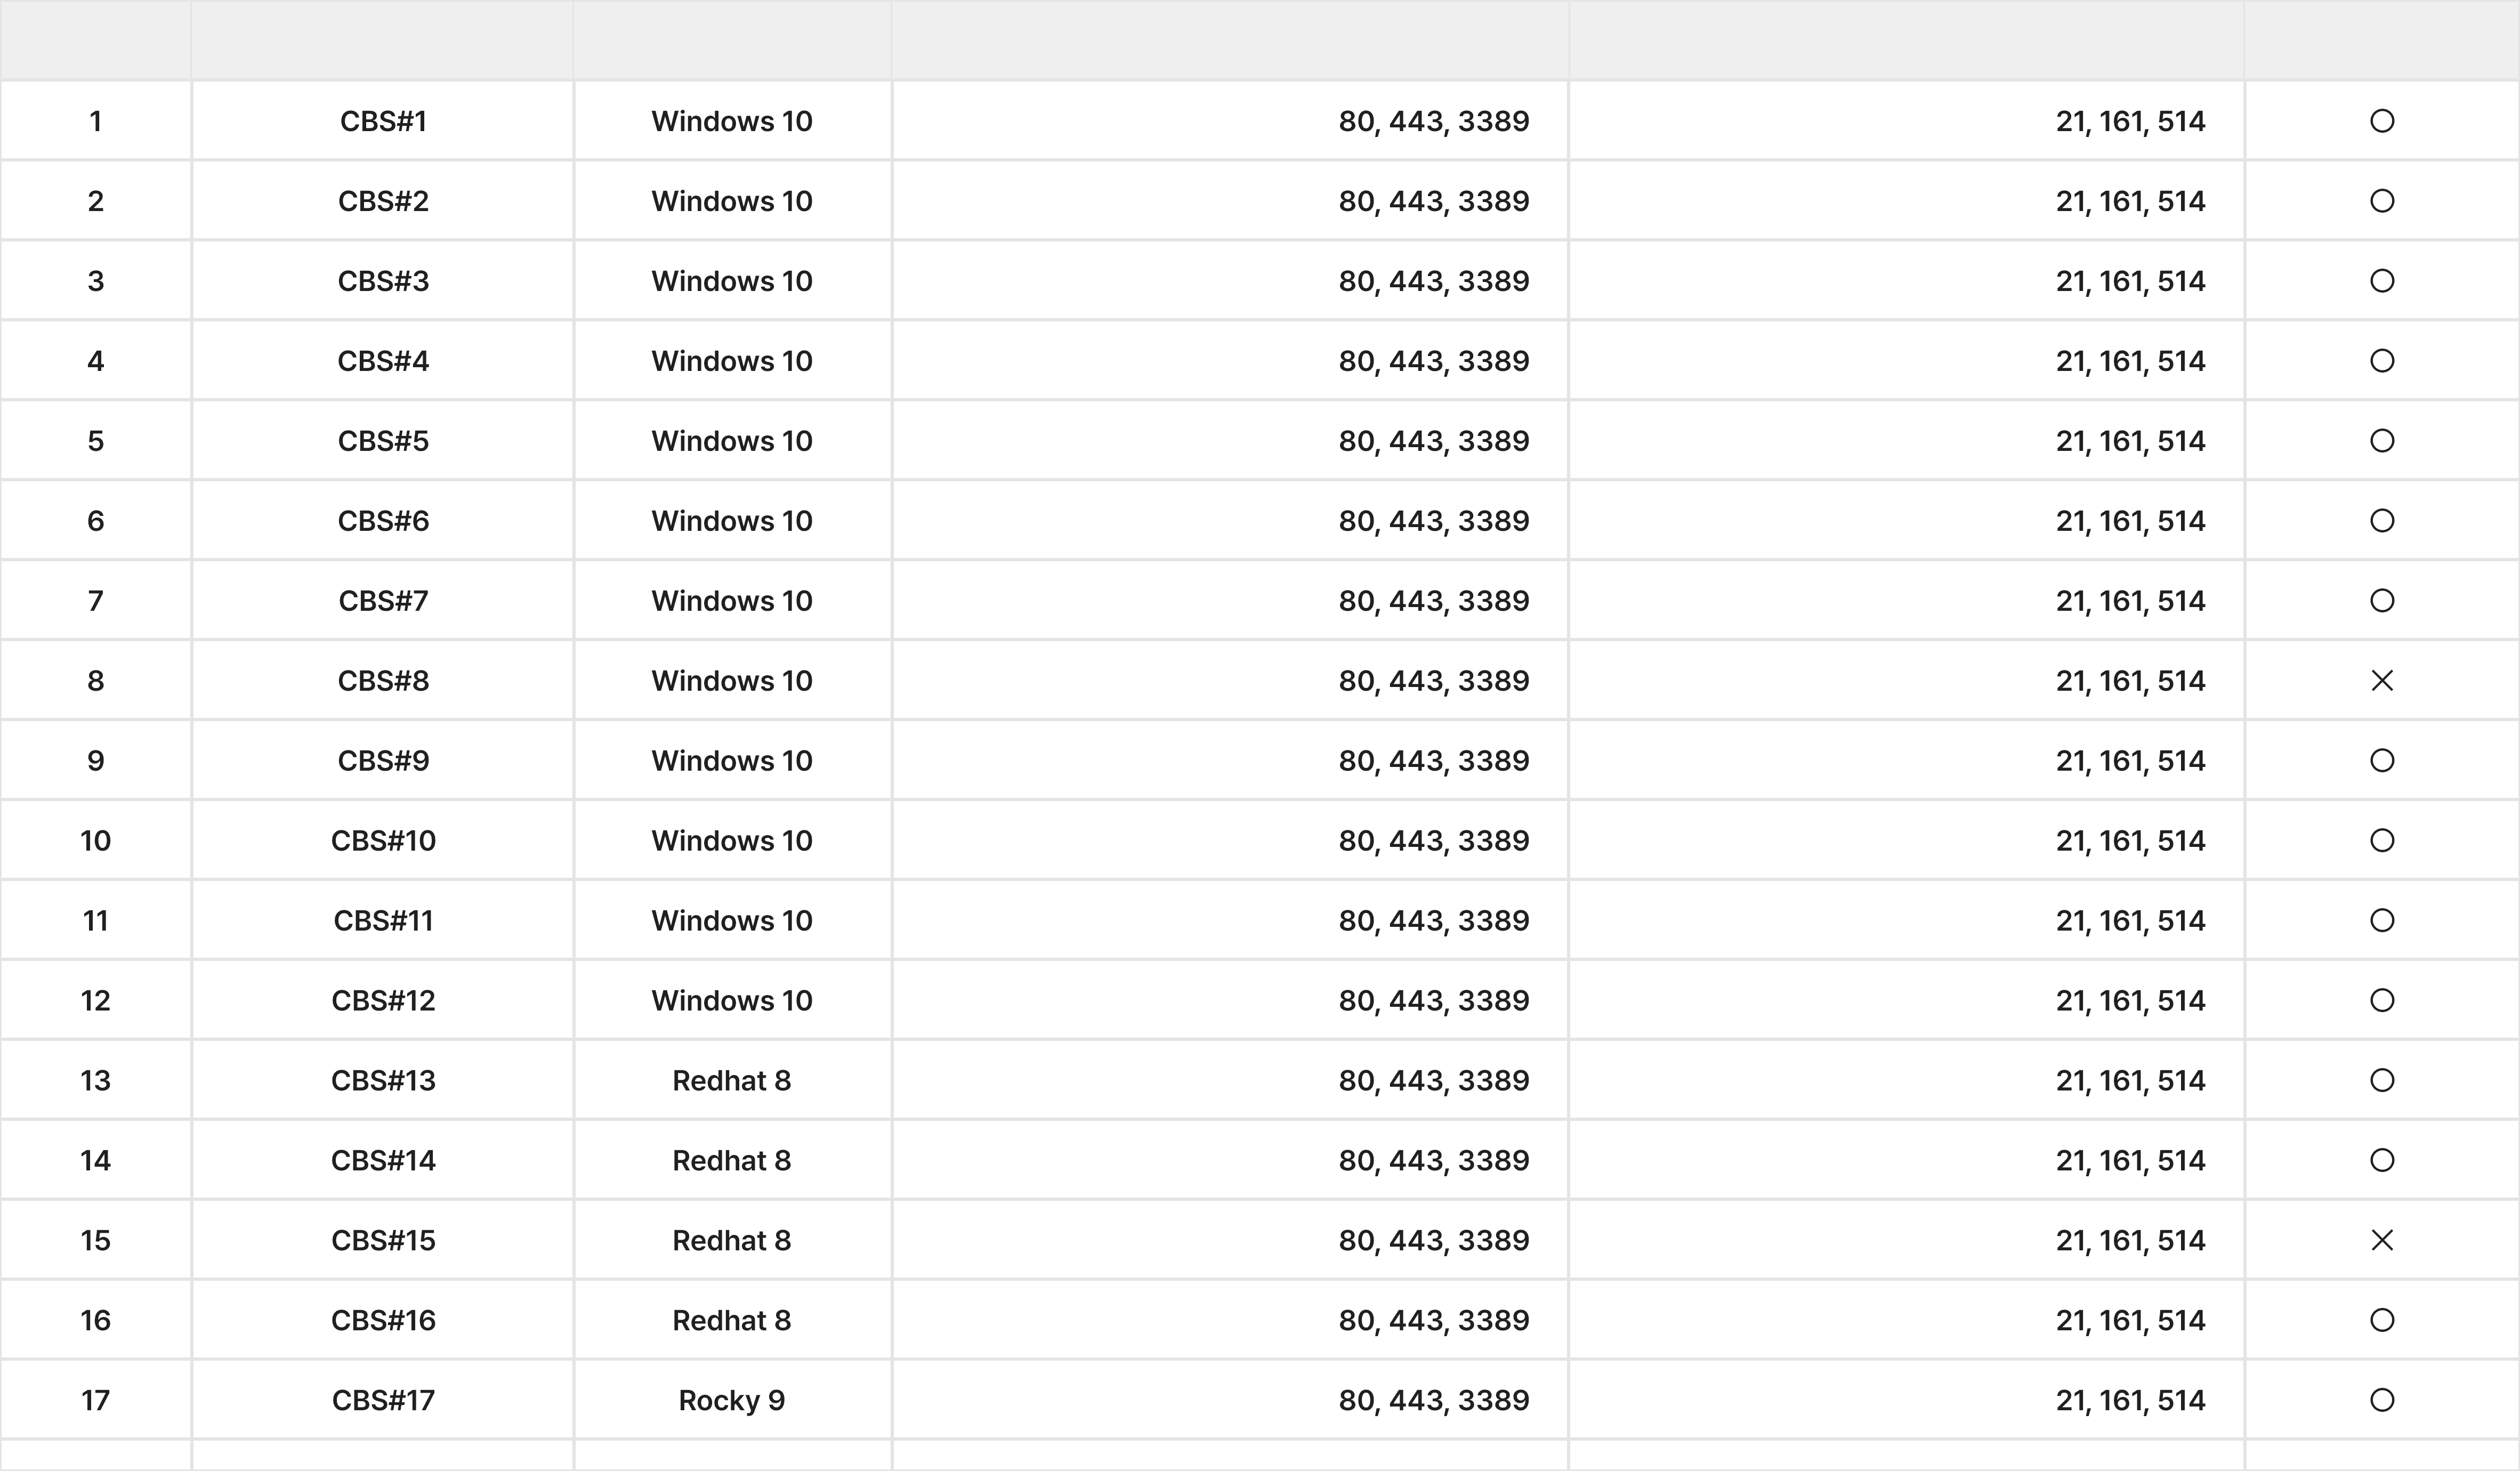 1 CBS#1 Windows 10 80, 443, 3389 21, 161, 514 ○
2 CBS#2 Windows 10 80, 443, 3389 21, 161, 514 ○
3 CBS#3 Windows 10 80, 443, 3389 21, 161, 514 ○
4 CBS#4 Windows 10 80, 443, 3389 21, 161, 514 ○
5 CBS#5 Windows 10 80, 443, 3389 21, 161, 514 ○
6 CBS#6 Windows 10 80, 443, 3389 21, 161, 514 ○
7 CBS#7 Windows 10 80, 443, 3389 21, 161, 514 ○
8 CBS#8 Windows 10 80, 443, 3389 21, 161, 514 ×
9 CBS#9 Windows 10 80, 443, 3389 21, 161, 514 ○
10 CBS#10 Windows 10 80, 443, 3389 21, 161, 514 ○
11 CBS#11 Windows 10 80, 443, 3389 21, 161, 514 ○
12 CBS#12 Windows 10 80, 443, 3389 21, 161, 514 ○
13 CBS#13 Redhat 8 80, 443, 3389 21, 161, 514 ○
14 CBS#14 Redhat 8 80, 443, 3389 21, 161, 514 ○
15 CBS#15 Redhat 8 80, 443, 3389 21, 161, 514 ×
16 CBS#16 Redhat 8 80, 443, 3389 21, 161, 514 ○
17 CBS#17 Rocky 9 80, 443, 3389 21, 161, 514 ○